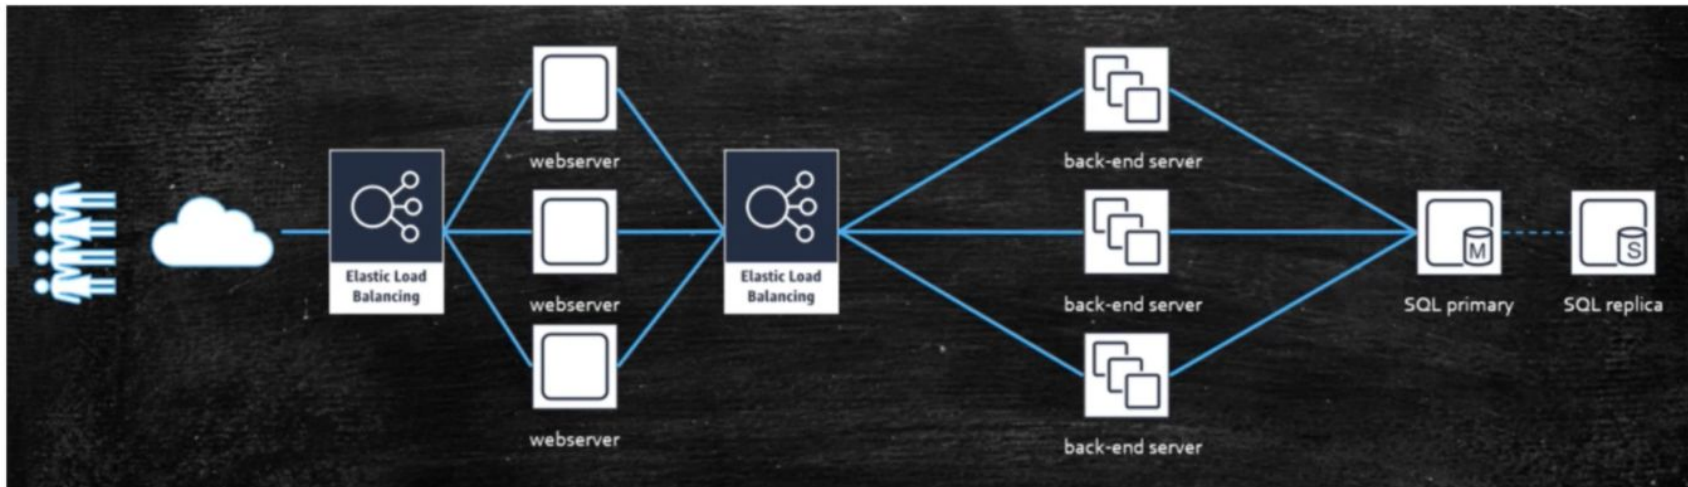 Elastic Load
Balancing
webserver
webserver
webserver
Elastic Load
Balancing
back-end server
back-end server
back-end server
M
SQL primary
S
SQL replica